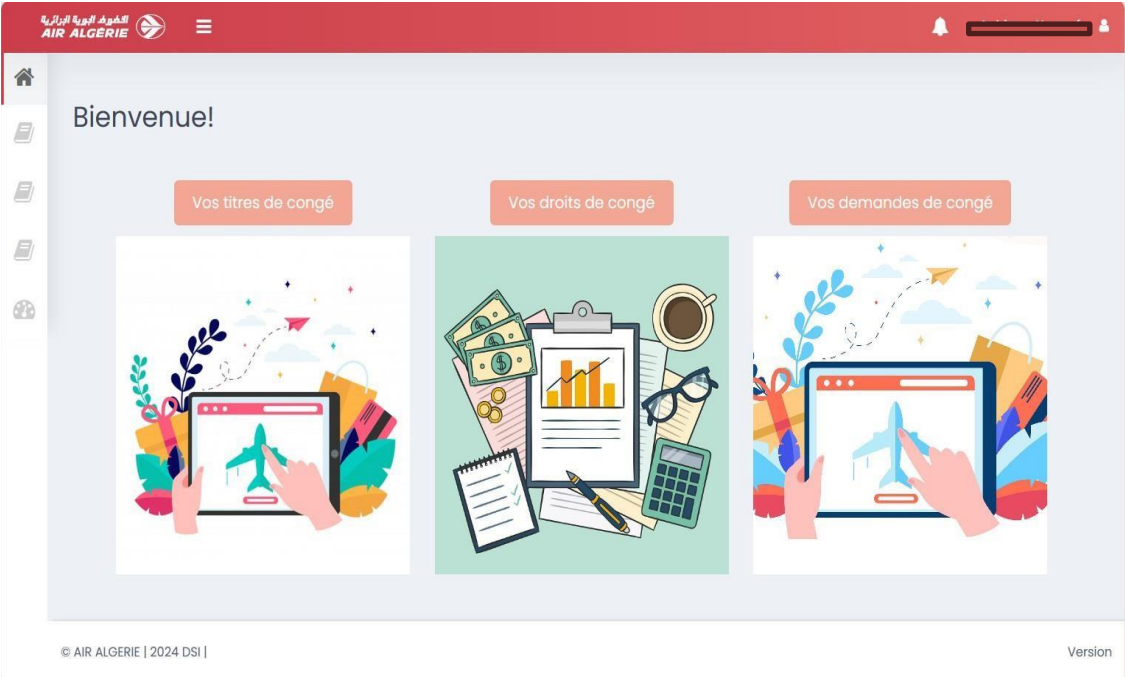 الخطوط الجوية الجزائرية
AIR ALGÉRIE
Bienvenue!
Vos titres de congé
Vos droits de congé
Vos demandes de congé
© AIR ALGERIE | 2024 DSI |
Version